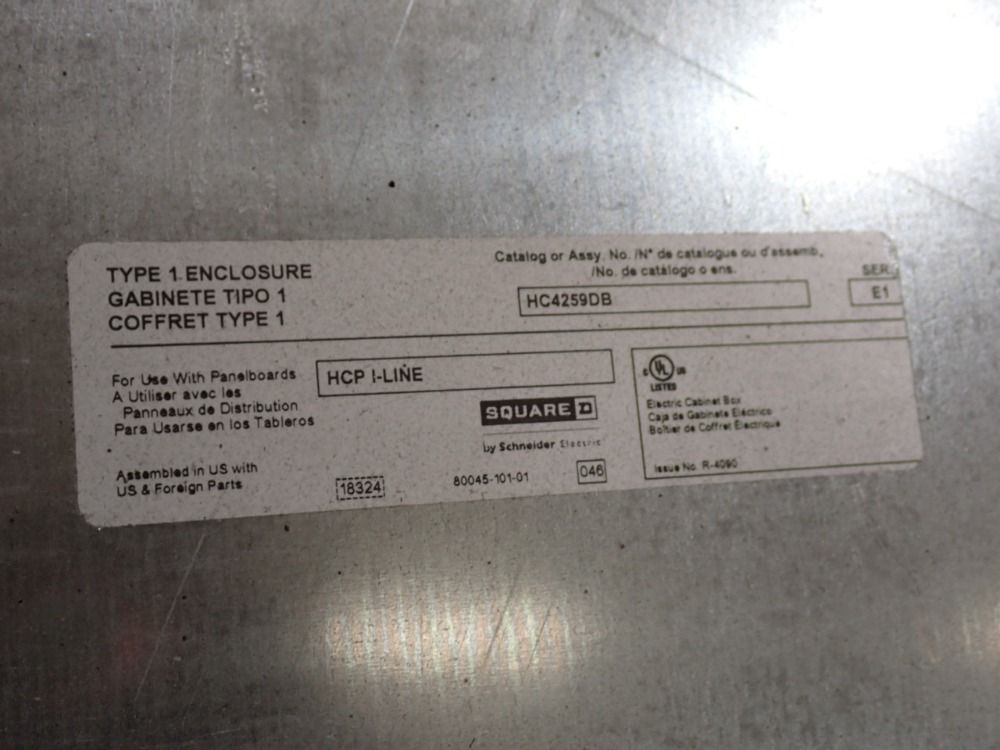 TYPE 1 ENCLOSURE
GABINETE TIPO 1
COFFRET TYPE 1
Catalog or Assy. No. /N° de catalogue ou d'assemb.
/No. de catálogo o ens.
HC4259DB
SER.
E1
For Use With Panelboards
A Utiliser avec les
Panneaux de Distribution
Para Usarse en los Tableros
HCP I-LINE
SQUARE D
by Schneider Electric
Assembled in US with
US & Foreign Parts
18324
80045-101-01
046
C UL US
LISTED
Electric Cabinet Box
Caja de Gabinete Eléctrico
Boîtier de Coffret Électrique
Issue No. R-4090